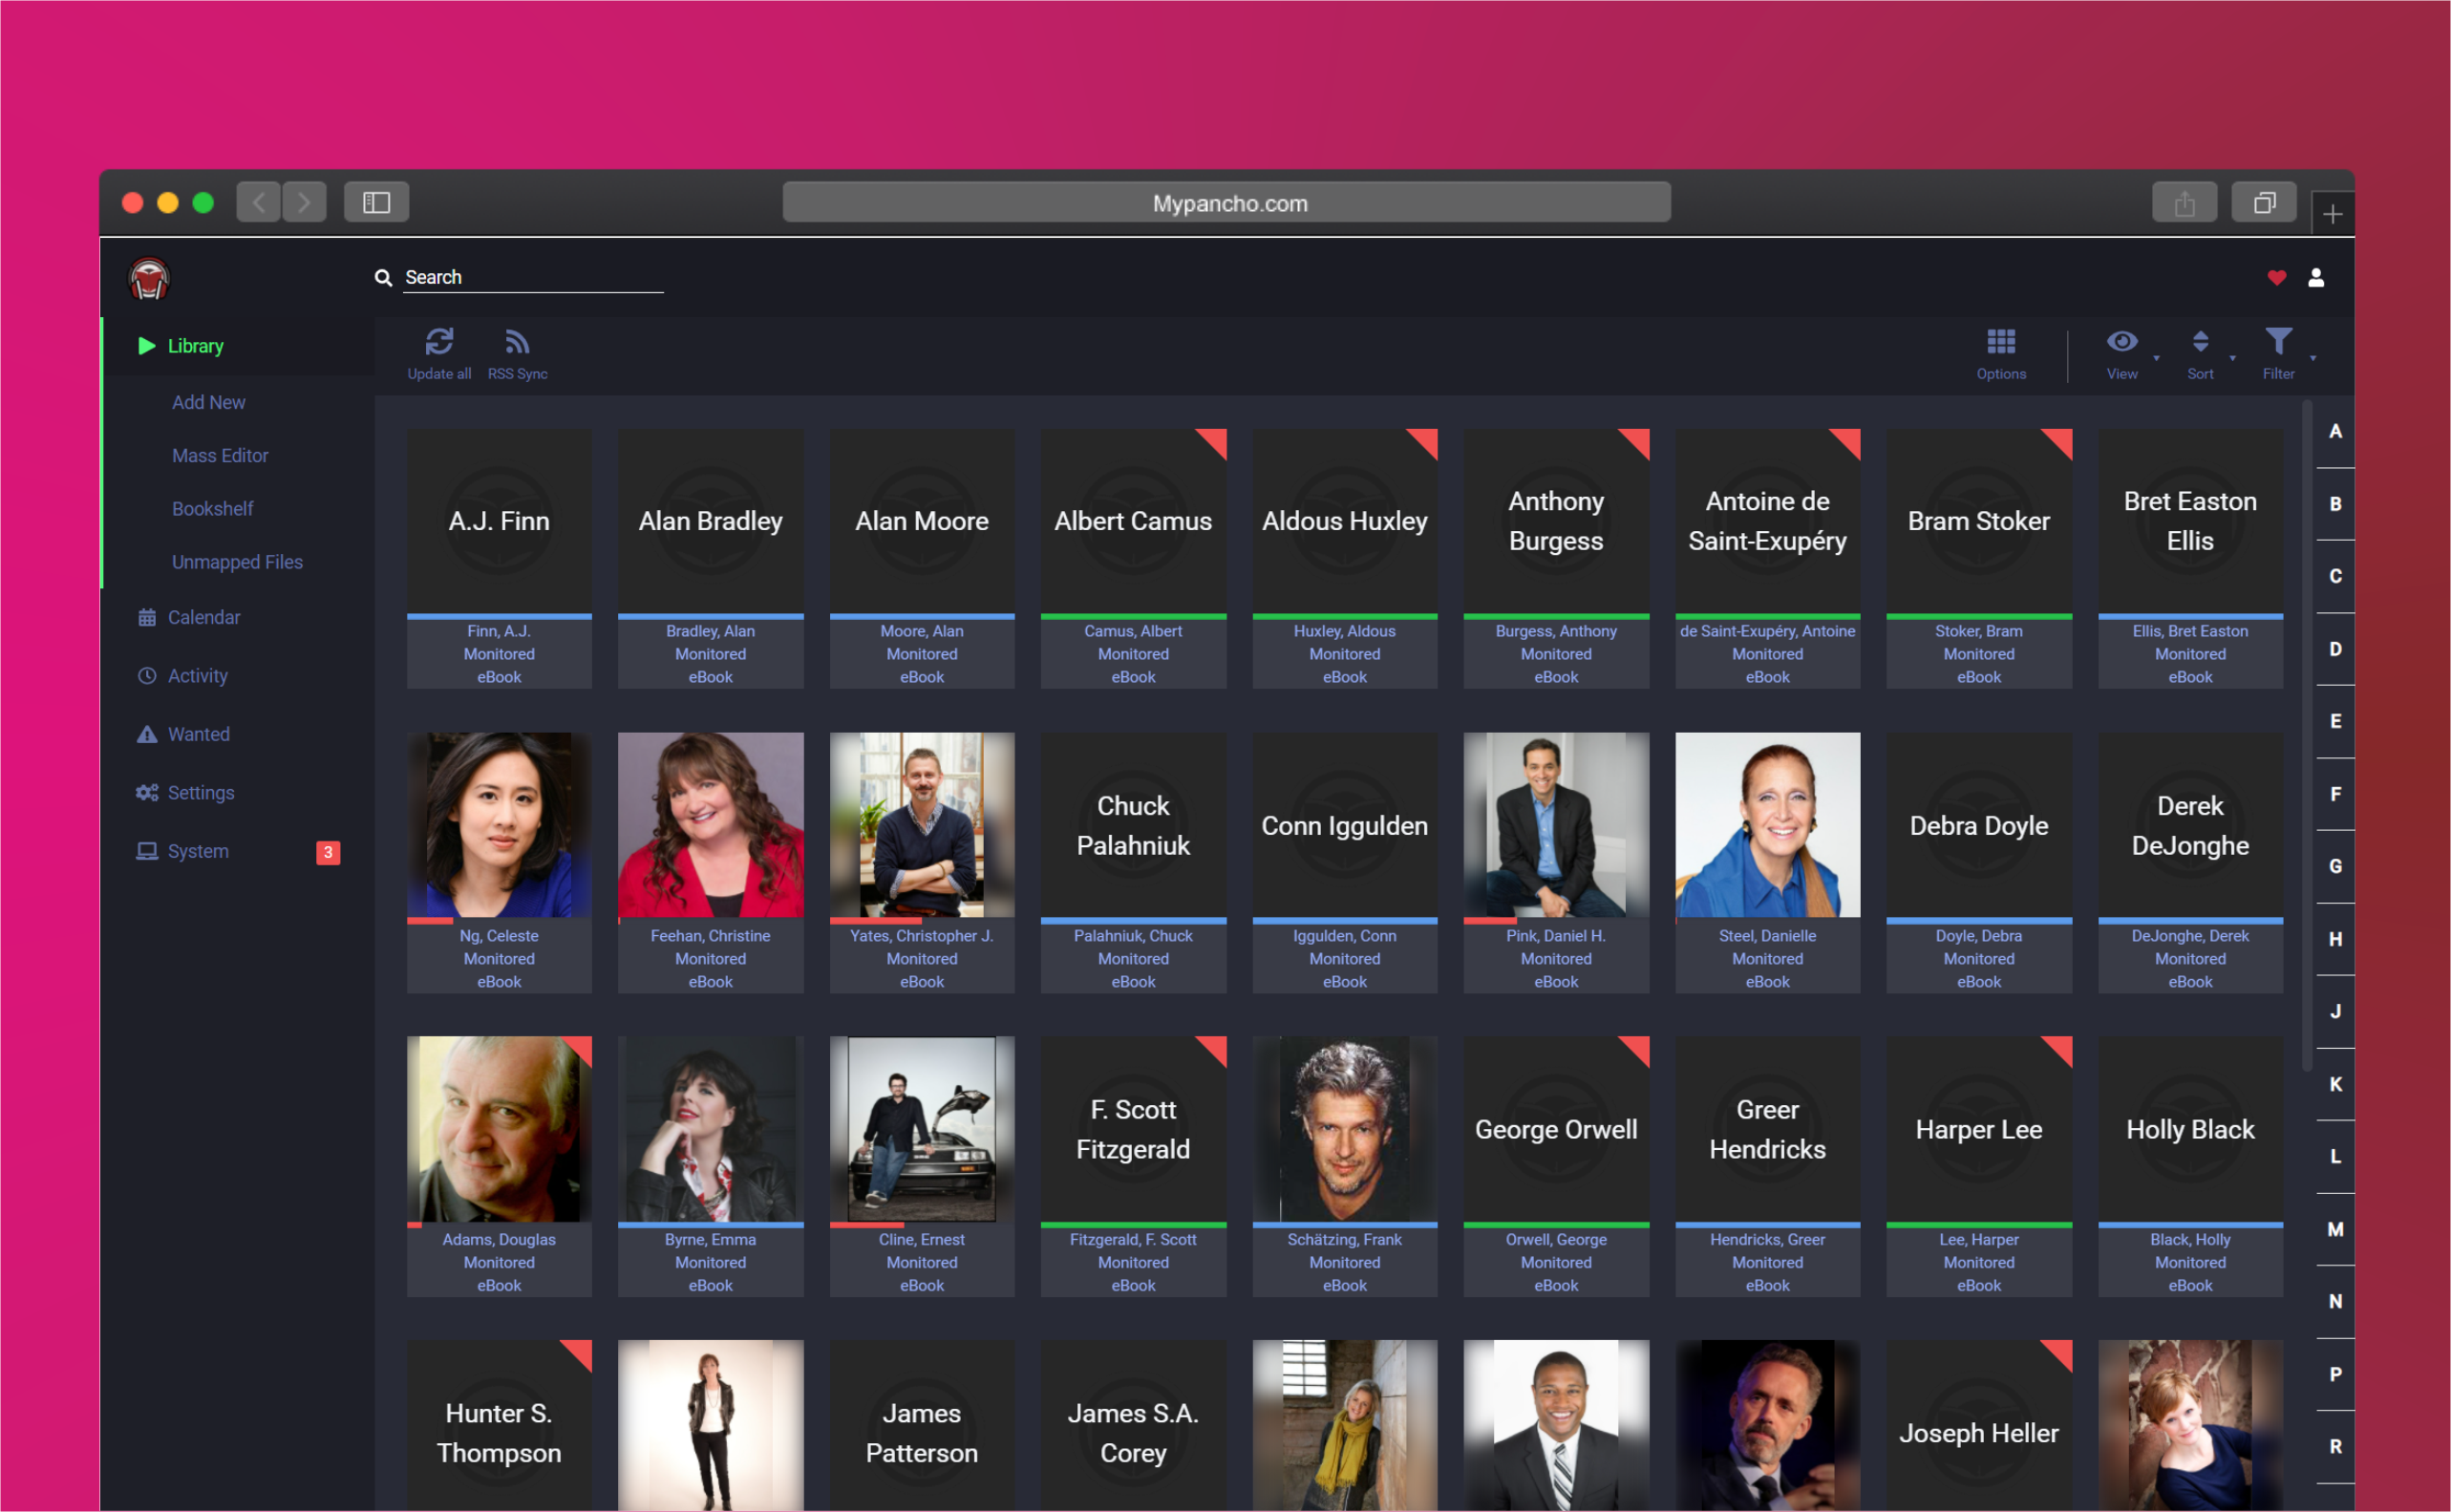 Mypancho.com
Search
Library
Add New
Mass Editor
Bookshelf
Unmapped Files
Calendar
Activity
Wanted
Settings
System
3
Update all
RSS Sync
Options
View
Sort
Filter
A.J. Finn
Finn, A.J.
Monitored
eBook
Alan Bradley
Bradley, Alan
Monitored
eBook
Alan Moore
Moore, Alan
Monitored
eBook
Albert Camus
Camus, Albert
Monitored
eBook
Aldous Huxley
Huxley, Aldous
Monitored
eBook
Anthony
Burgess
Burgess, Anthony
Monitored
eBook
Antoine de
Saint-Exupéry
de Saint-Exupéry, Antoine
Monitored
eBook
Bram Stoker
Stoker, Bram
Monitored
eBook
Bret Easton
Ellis
Ellis, Bret Easton
Monitored
eBook
Ng, Celeste
Monitored
eBook
Feehan, Christine
Monitored
eBook
Yates, Christopher J.
Monitored
eBook
Chuck
Palahniuk
Palahniuk, Chuck
Monitored
eBook
Conn Iggulden
Iggulden, Conn
Monitored
eBook
Pink, Daniel H.
Monitored
eBook
Steel, Danielle
Monitored
eBook
Debra Doyle
Doyle, Debra
Monitored
eBook
Derek
DeJonghe
DeJonghe, Derek
Monitored
eBook
Adams, Douglas
Monitored
eBook
Byrne, Emma
Monitored
eBook
Cline, Ernest
Monitored
eBook
F. Scott
Fitzgerald
Fitzgerald, F. Scott
Monitored
eBook
Schätzing, Frank
Monitored
eBook
George Orwell
Orwell, George
Monitored
eBook
Greer
Hendricks
Hendricks, Greer
Monitored
eBook
Harper Lee
Lee, Harper
Monitored
eBook
Holly Black
Black, Holly
Monitored
eBook
Hunter S.
Thompson
James
Patterson
James S.A.
Corey
Joseph Heller
A
B
C
D
E
F
G
H
J
K
L
M
N
P
R